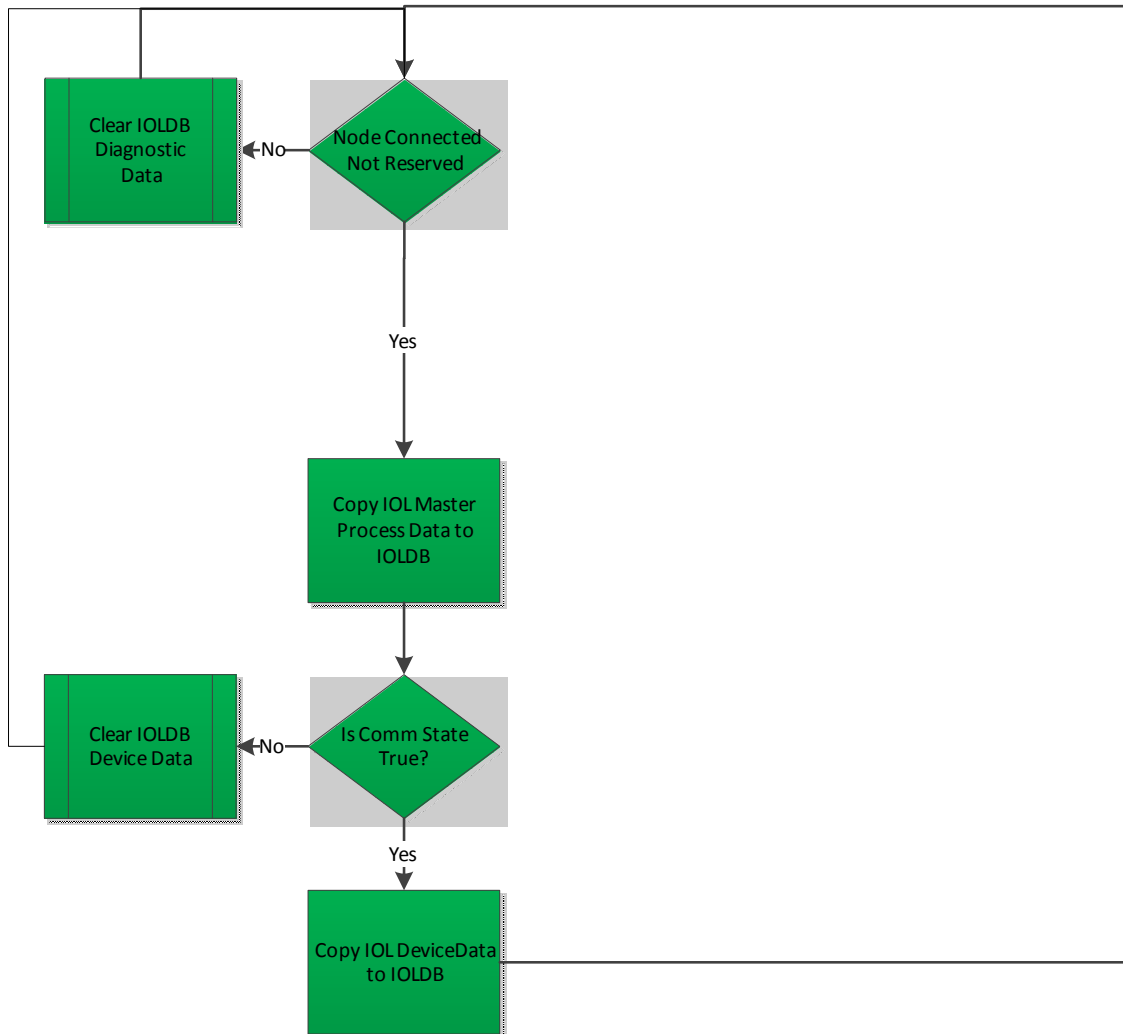 Clear IOLDB
Diagnostic
Data
No
Node Connected
Not Reserved
Yes
Copy IOL Master
Process Data to
IOLDB
Clear IOLDB
Device Data
No
Is Comm State
True?
Yes
Copy IOL DeviceData
to IOLDB